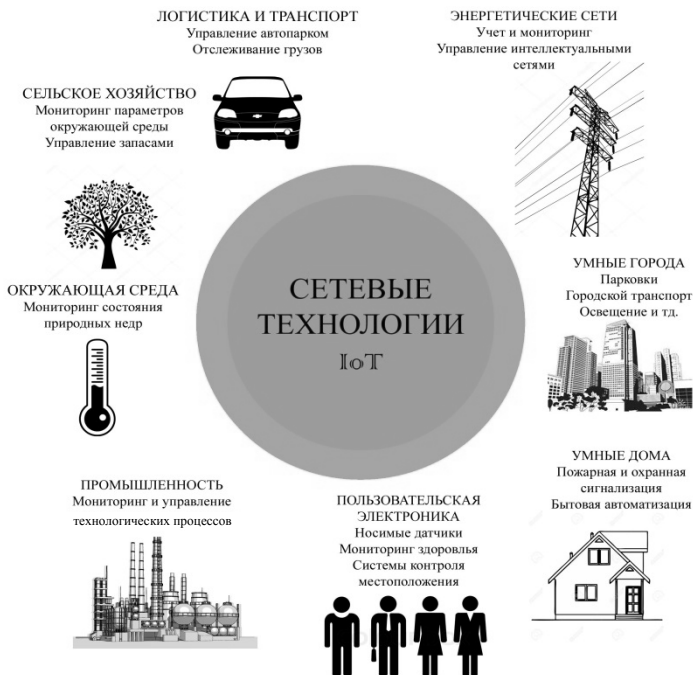 ЛОГИСТИКА И ТРАНСПОРТ
Управление автопарком
Отслеживание грузов
ЭНЕРГЕТИЧЕСКИЕ СЕТИ
Учет и мониторинг
Управление интеллектуальными
сетями
СЕЛЬСКОЕ ХОЗЯЙСТВО
Мониторинг параметров
окружающей среды
Управление запасами
ОКРУЖАЮЩАЯ СРЕДА
Мониторинг состояния
природных недр
СЕТЕВЫЕ
ТЕХНОЛОГИИ
IoT
УМНЫЕ ГОРОДА
Парковки
Городской транспорт
Освещение и тд.
УМНЫЕ ДОМА
Пожарная и охранная
сигнализация
Бытовая автоматизация
ПРОМЫШЛЕННОСТЬ
Мониторинг и управление
технологических процессов
ПОЛЬЗОВАТЕЛЬСКАЯ
ЭЛЕКТРОНИКА
Носимые датчики
Мониторинг здоровлья
Системы контроля
местоположения